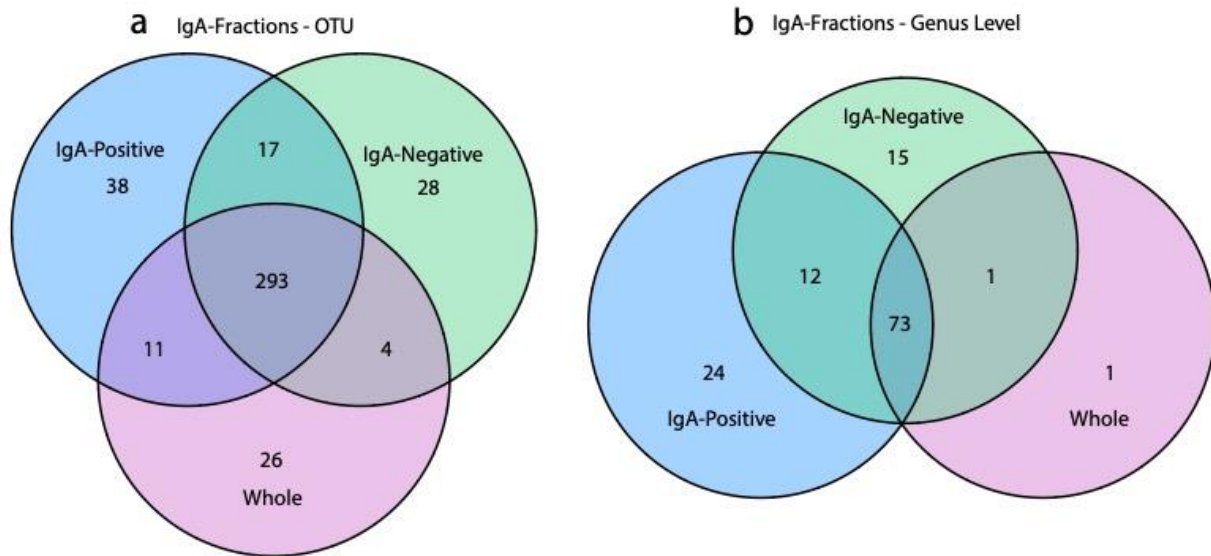 a IgA-Fractions - OTU
IgA-Positive
38
17
IgA-Negative
28
293
11
4
26
Whole
b IgA-Fractions - Genus Level
IgA-Negative
15
12
1
73
24
IgA-Positive
1
Whole